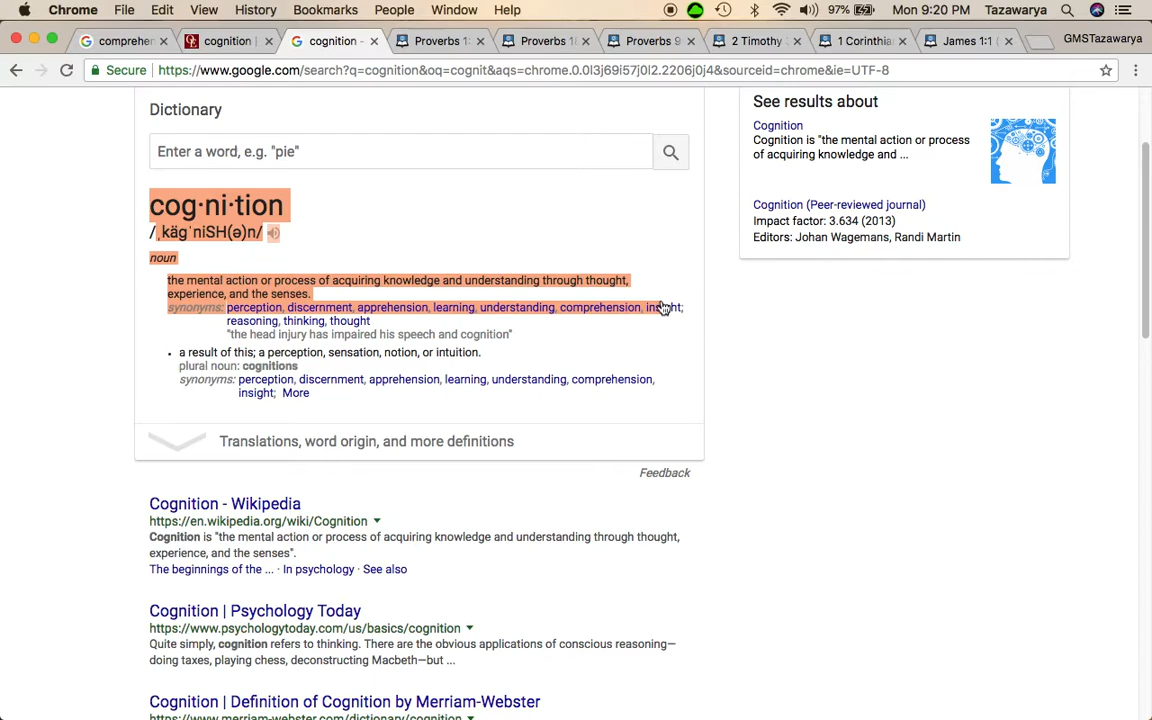 Chrome File Edit View History Bookmarks People Window Help 97% Mon 9:20 PM Tazawarya
comprehen cognition | cognition - Proverbs 1: Proverbs 18 Proverbs 9: 2 Timothy 1 Corinthia James 1:1 ( GMSTazawarya
Secure https://www.google.com/search?q=cognition&oq=cognit&aqs=chrome.0.0l3j69i57j0l2.2206j0j4&sourceid=chrome&ie=UTF-8
Dictionary
Enter a word, e.g. "pie"
cog·ni·tion
/ˌkäɡˈniSH(ə)n/
noun
the mental action or process of acquiring knowledge and understanding through thought,
experience, and the senses.
synonyms: perception, discernment, apprehension, learning, understanding, comprehension, insight;
reasoning, thinking, thought
"the head injury has impaired his speech and cognition"
• a result of this; a perception, sensation, notion, or intuition.
plural noun: cognitions
synonyms: perception, discernment, apprehension, learning, understanding, comprehension,
insight; More
Translations, word origin, and more definitions
Feedback
Cognition - Wikipedia
https://en.wikipedia.org/wiki/Cognition
Cognition is "the mental action or process of acquiring knowledge and understanding through thought,
experience, and the senses".
The beginnings of the ... · In psychology · See also
Cognition | Psychology Today
https://www.psychologytoday.com/us/basics/cognition
Quite simply, cognition refers to thinking. There are the obvious applications of conscious reasoning—
doing taxes, playing chess, deconstructing Macbeth—but ...
Cognition | Definition of Cognition by Merriam-Webster
https://www.merriam-webster.com/dictionary/cognition
See results about
Cognition
Cognition is "the mental action or process
of acquiring knowledge and ...
Cognition (Peer-reviewed journal)
Impact factor: 3.634 (2013)
Editors: Johan Wagemans, Randi Martin